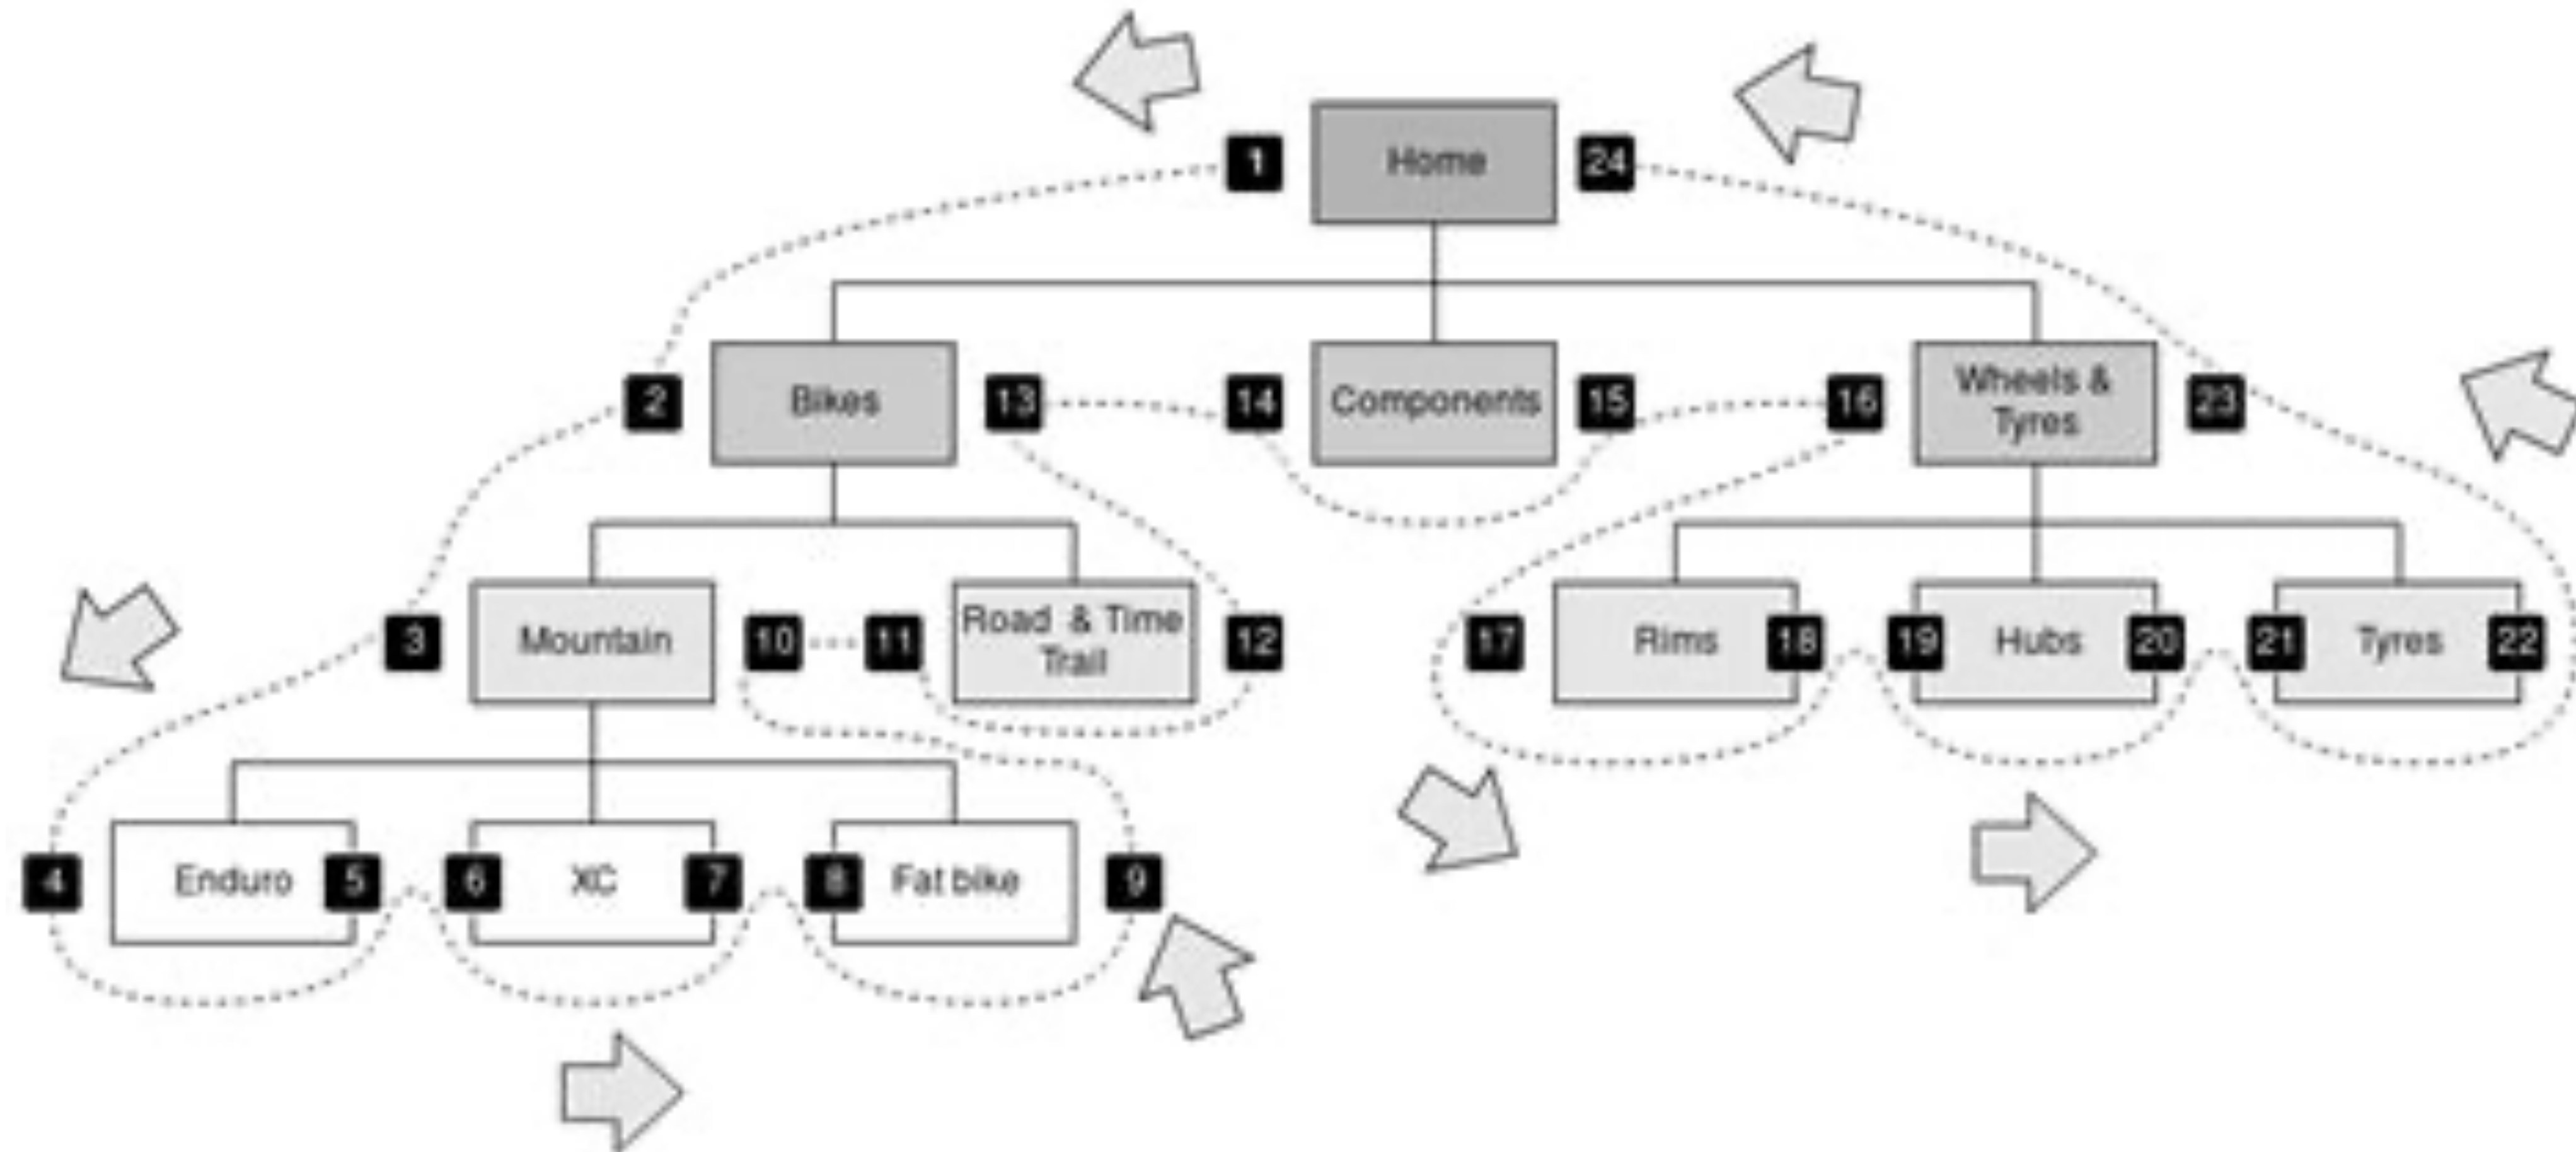 1 Home 24
2 Bikes 13 14 Components 15 16 Wheels &
Tyres 23
3 Mountain 10 11 Road & Time
Trail 12 17 Rims 18 19 Hubs 20 21 Tyres 22
4 Enduro 5 6 XC 7 8 Fat bike 9